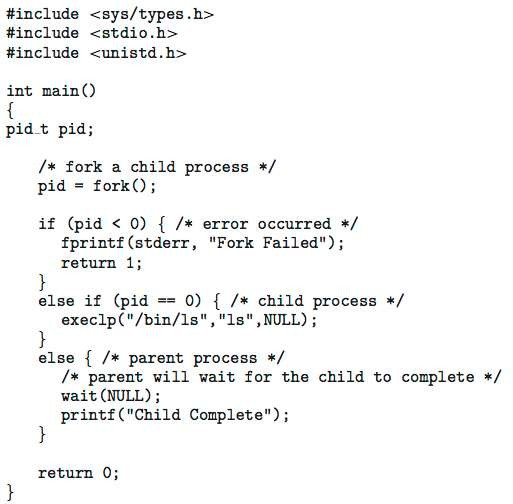 #include <sys/types.h>
#include <stdio.h>
#include <unistd.h>
int main()
{
pid_t pid;
/* fork a child process */
pid = fork();
if (pid < 0) { /* error occurred */
fprintf(stderr, "Fork Failed");
return 1;
}
else if (pid == 0) { /* child process */
execlp("/bin/ls","ls",NULL);
}
else { /* parent process */
/* parent will wait for the child to complete */
wait(NULL);
printf("Child Complete");
}
return 0;
}